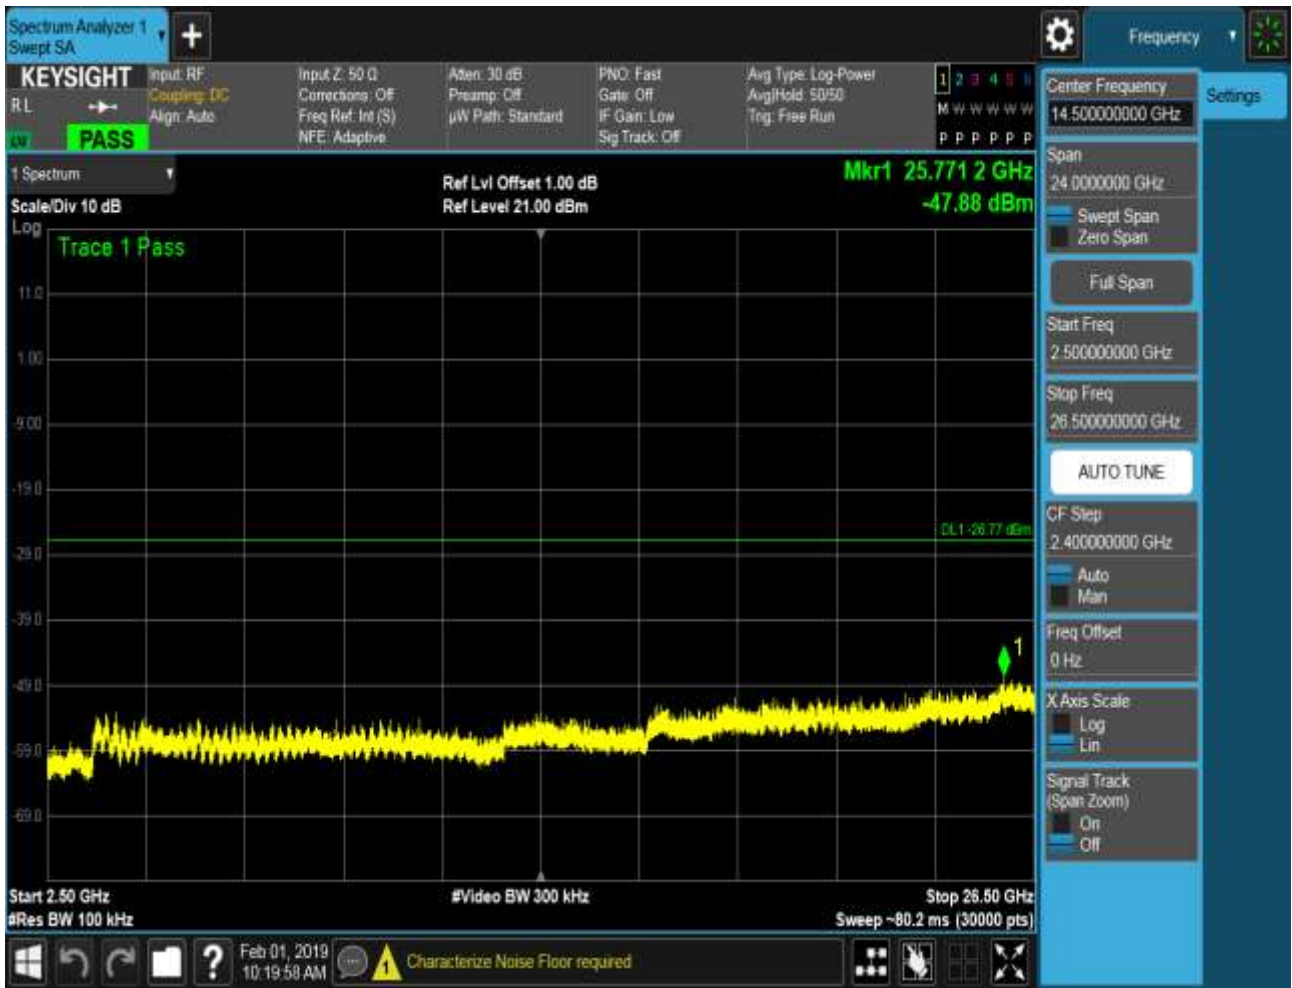 Spectrum Analyzer 1
Swept SA
Frequency
KEYSIGHT
R L
PASS
Input: RF
Coupling: DC
Align: Auto
Input Z: 50 Ω
Corrections: Off
Freq Ref: Int (S)
NFE: Adaptive
Atten: 30 dB
Preamp: Off
µW Path: Standard
PNO: Fast
Gate: Off
IF Gain: Low
Sig Track: Off
Avg Type: Log-Power
Avg|Hold: 50/50
Trig: Free Run
1 2 3 4 5 6
M W W W W W
P P P P P P
1 Spectrum
Scale/Div 10 dB
Ref Lvl Offset 1.00 dB
Ref Level 21.00 dBm
Mkr1 25.771 2 GHz
-47.88 dBm
Log
Trace 1 Pass
11.0
1.00
-9.00
-19.0
DL1 -26.77 dBm
-29.0
-39.0
1
-49.0
-59.0
-69.0
Start 2.50 GHz
#Video BW 300 kHz
Stop 26.50 GHz
#Res BW 100 kHz
Sweep ~80.2 ms (30000 pts)
Center Frequency
14.500000000 GHz
Settings
Span
24.0000000 GHz
Swept Span
Zero Span
Full Span
Start Freq
2.500000000 GHz
Stop Freq
26.500000000 GHz
AUTO TUNE
CF Step
2.400000000 GHz
Auto
Man
Freq Offset
0 Hz
X Axis Scale
Log
Lin
Signal Track
(Span Zoom)
On
Off
?
Feb 01, 2019
10:19:58 AM
1
Characterize Noise Floor required